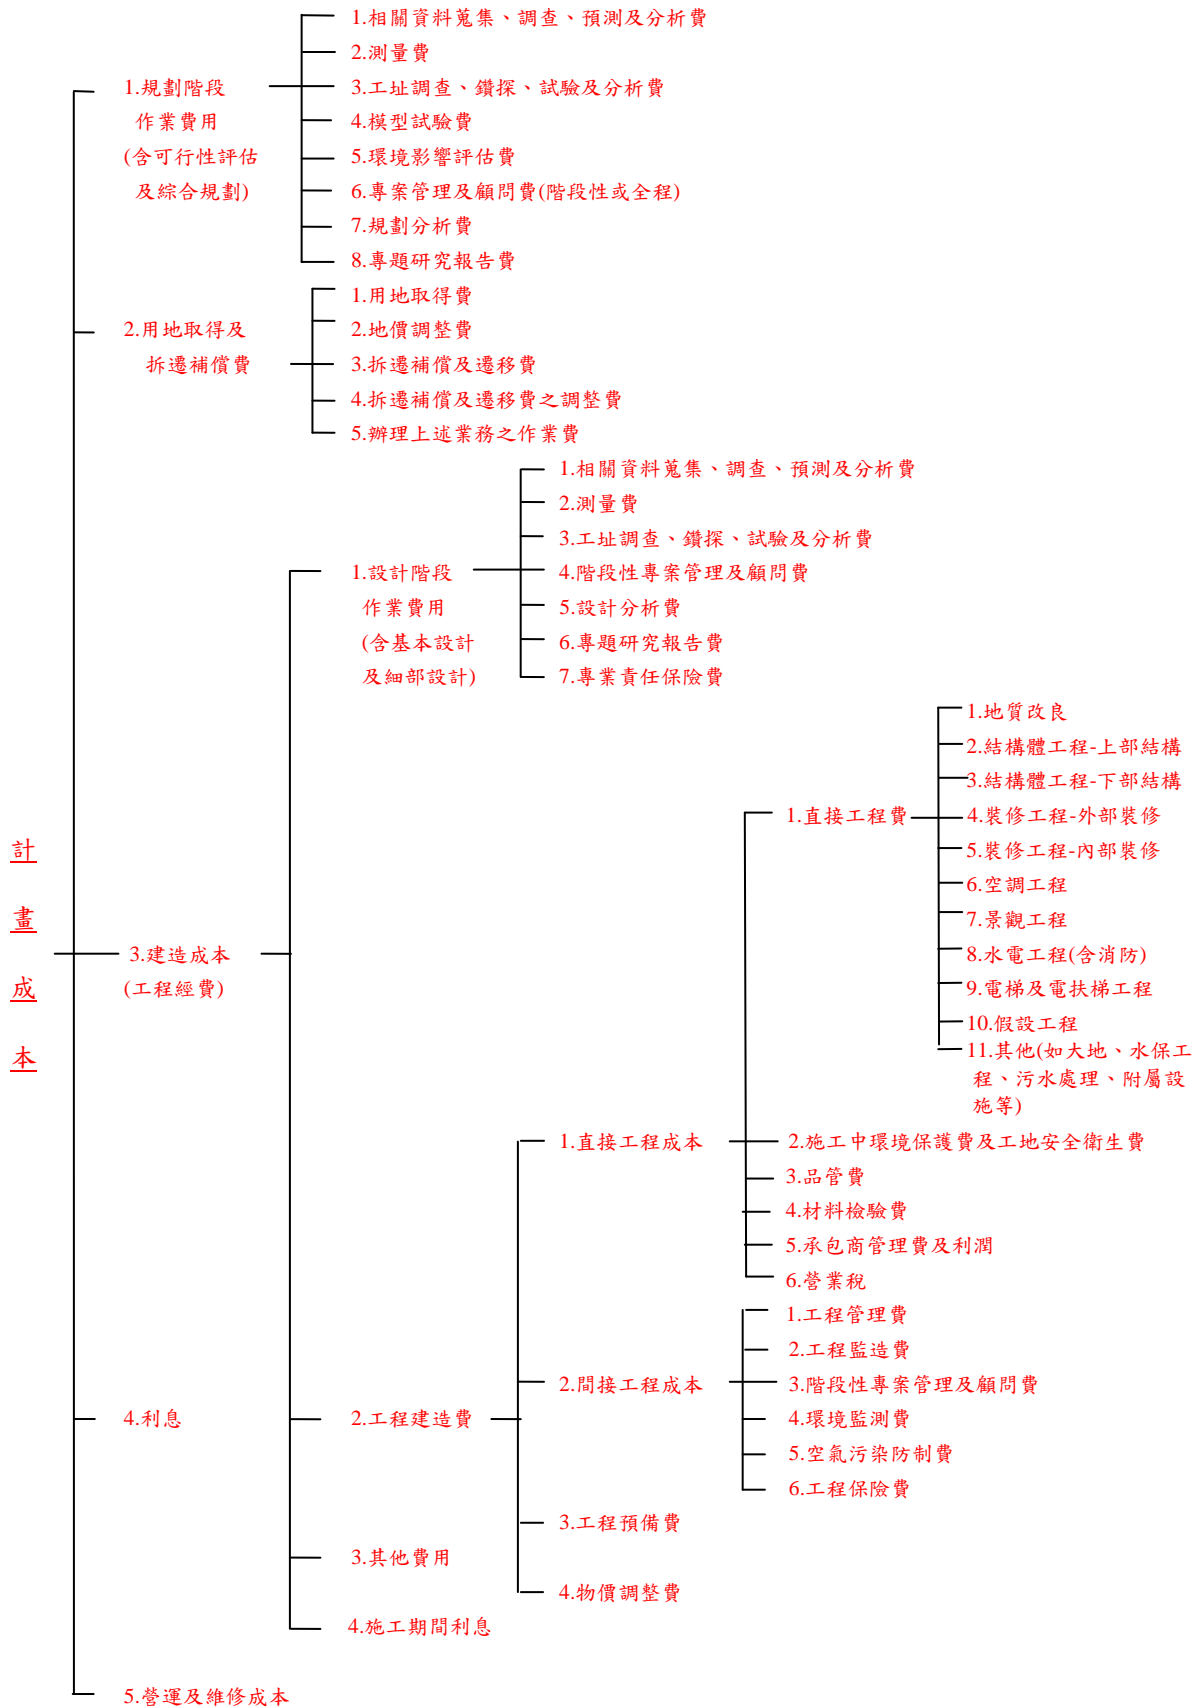 1.相關資料蒐集、調查、預測及分析費
2.測量費
1.規劃階段
3.工址調查、鑽探、試驗及分析費
作業費用
4.模型試驗費
(含可行性評估
5.環境影響評估費
及綜合規劃)
6.專案管理及顧問費(階段性或全程)
7.規劃分析費
8.專題研究報告費
1.用地取得費
2.用地取得及
2.地價調整費
拆遷補償費
3.拆遷補償及遷移費
4.拆遷補償及遷移費之調整費
5.辦理上述業務之作業費
1.相關資料蒐集、調查、預測及分析費
2.測量費
3.工址調查、鑽探、試驗及分析費
1.設計階段
4.階段性專案管理及顧問費
作業費用
5.設計分析費
(含基本設計
6.專題研究報告費
及細部設計)
7.專業責任保險費
1.地質改良
2.結構體工程-上部結構
3.結構體工程-下部結構
1.直接工程費
4.裝修工程-外部裝修
5.裝修工程-內部裝修
6.空調工程
7.景觀工程
計
畫
成
本
3.建造成本
(工程經費)
8.水電工程(含消防)
9.電梯及電扶梯工程
10.假設工程
11.其他(如大地、水保工
程、污水處理、附屬設
施等)
1.直接工程成本
2.施工中環境保護費及工地安全衛生費
3.品管費
4.材料檢驗費
5.承包商管理費及利潤
6.營業稅
1.工程管理費
2.工程監造費
2.間接工程成本
3.階段性專案管理及顧問費
4.利息
2.工程建造費
4.環境監測費
5.空氣污染防制費
6.工程保險費
3.工程預備費
3.其他費用
4.物價調整費
4.施工期間利息
5.營運及維修成本